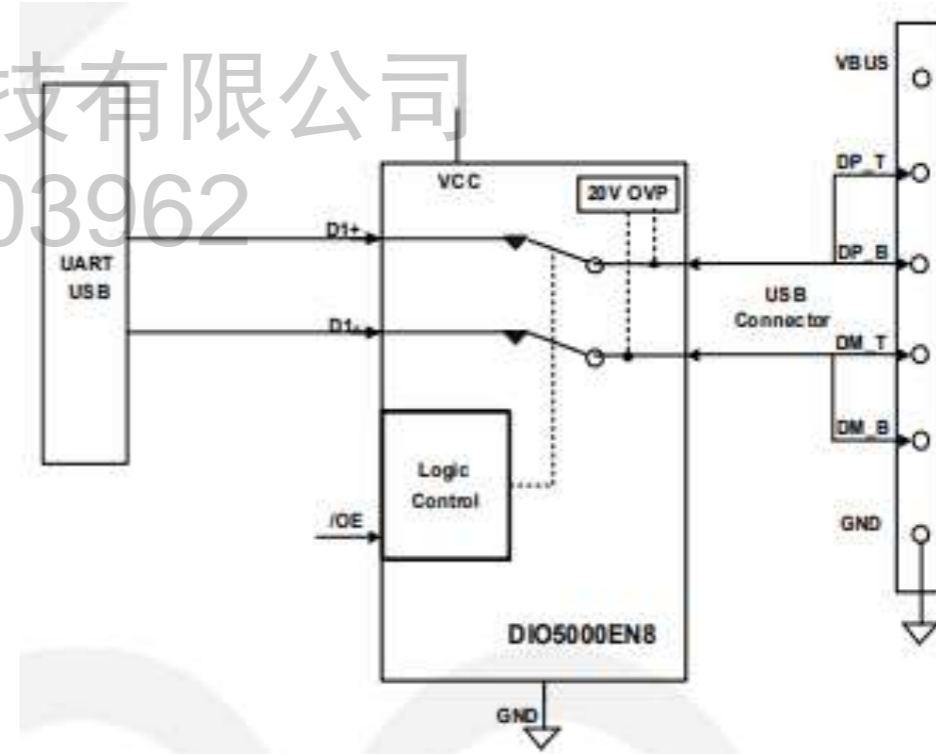 技有限公司
03962
VCC
20V OVP
VBUS
DP_T
DP_B
DM_T
DM_B
GND
USB
Connector
D1+
D1-
UART
USB
Logic
Control
/OE
DIO5000EN8
GND